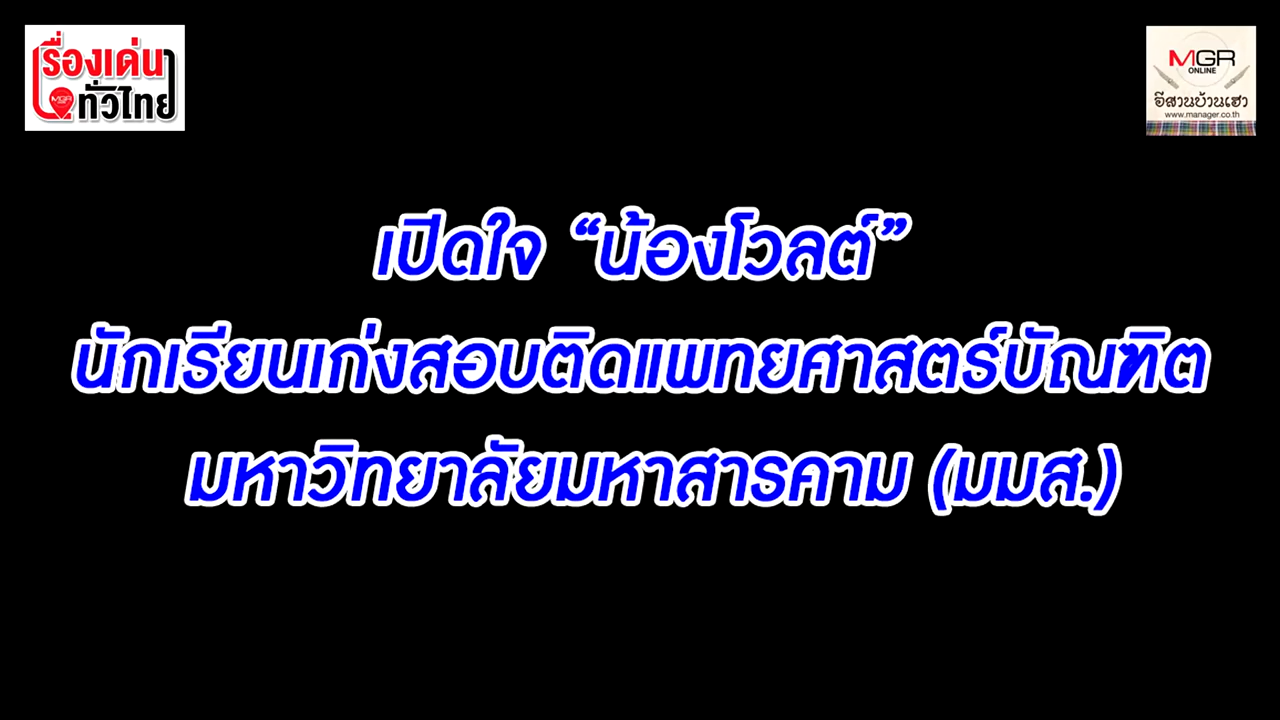 เรื่องเด่น
MGR
ทั่วไทย
MGR
ONLINE
อีสานบ้านเฮา
www.manager.co.th
เปิดใจ “น้องโวลต์”
นักเรียนเก่งสอบติดแพทยศาสตร์บัณฑิต
มหาวิทยาลัยมหาสารคาม (มมส.)